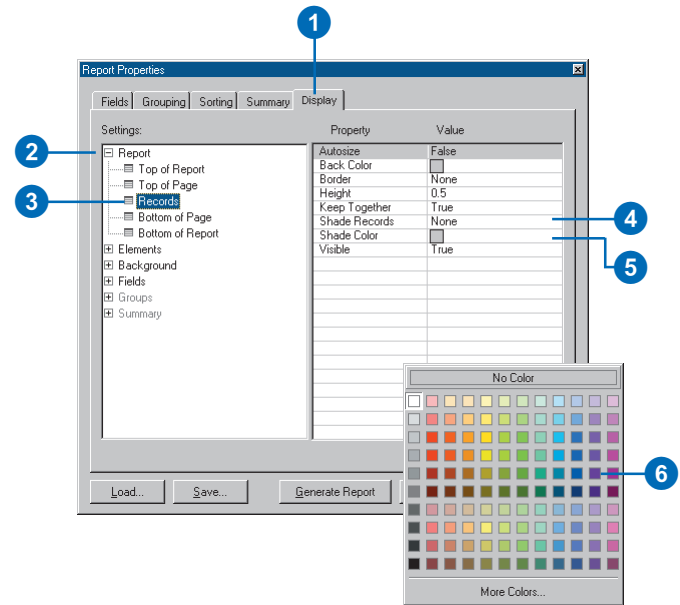 1
Report Properties
Fields Grouping Sorting Summary Display
Settings:
Property Value
2
Report
Top of Report
Top of Page
3
Records
Bottom of Page
Bottom of Report
Elements
Background
Fields
Groups
Summary
Autosize False
Back Color
Border None
Height 0.5
Keep Together True
Shade Records None
4
Shade Color
5
Visible True
No Color
6
More Colors...
Load... Save... Generate Report